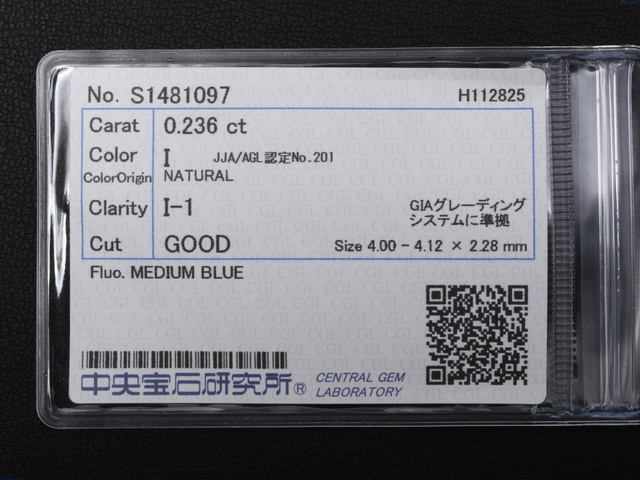 No. S1481097 H112825
Carat 0.236 ct
Color I JJA/AGL認定No.201
ColorOrigin NATURAL
Clarity I-1 GIAグレーディング
システムに準拠
Cut GOOD Size 4.00 - 4.12 × 2.28 mm
Fluo. MEDIUM BLUE
中央宝石研究所® CENTRAL GEM
LABORATORY